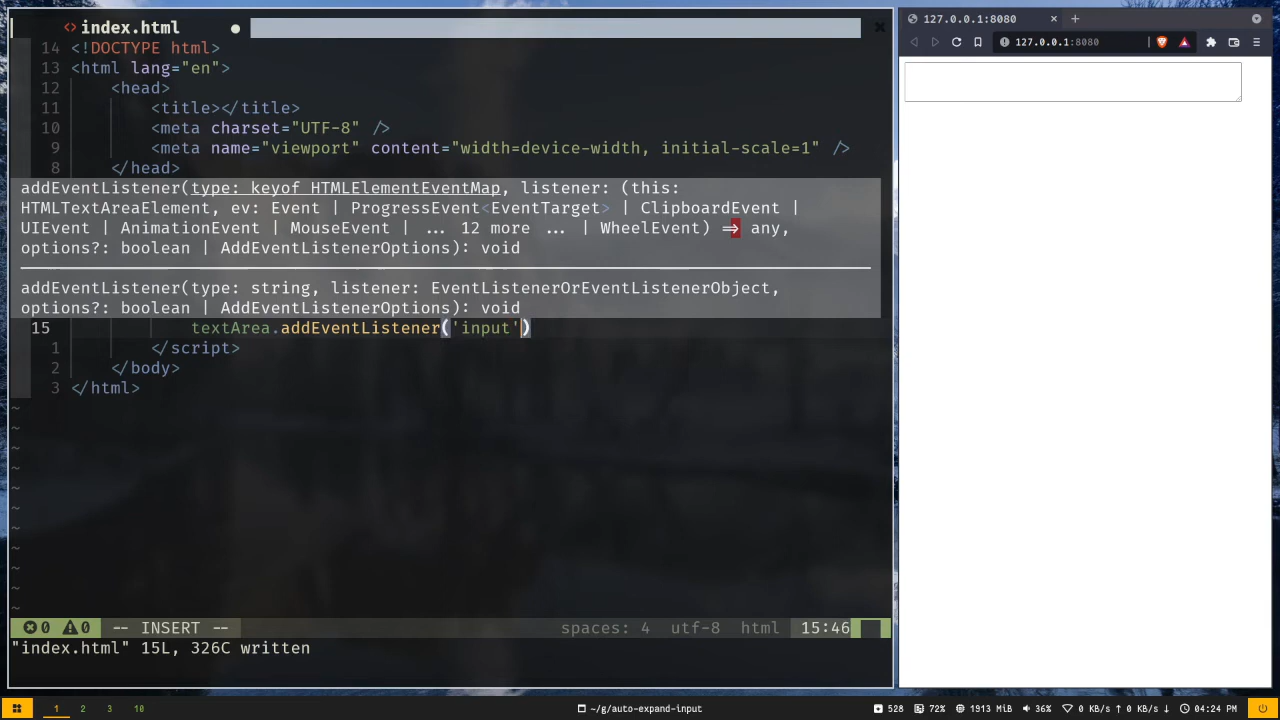 <> index.html ●
14 <!DOCTYPE html>
13 <html lang="en">
12 <head>
11 <title></title>
10 <meta charset="UTF-8" />
9 <meta name="viewport" content="width=device-width, initial-scale=1" />
8 </head>
addEventListener(type: keyof HTMLElementEventMap, listener: (this:
HTMLTextAreaElement, ev: Event | ProgressEvent<EventTarget> | ClipboardEvent |
UIEvent | AnimationEvent | MouseEvent | ... 12 more ... | WheelEvent) => any,
options?: boolean | AddEventListenerOptions): void
addEventListener(type: string, listener: EventListenerOrEventListenerObject,
options?: boolean | AddEventListenerOptions): void
15 textArea.addEventListener('input')
1 </script>
2 </body>
3 </html>
~
~
~
~
~
~
~
~
~
~
~
0 0 -- INSERT -- spaces: 4 utf-8 html 15:46
"index.html" 15L, 326C written
127.0.0.1:8080
127.0.0.1:8080
1 2 3 10 ~/g/auto-expand-input 528 72% 1913 MiB 36% 0 KB/s ↑ 0 KB/s ↓ 04:24 PM